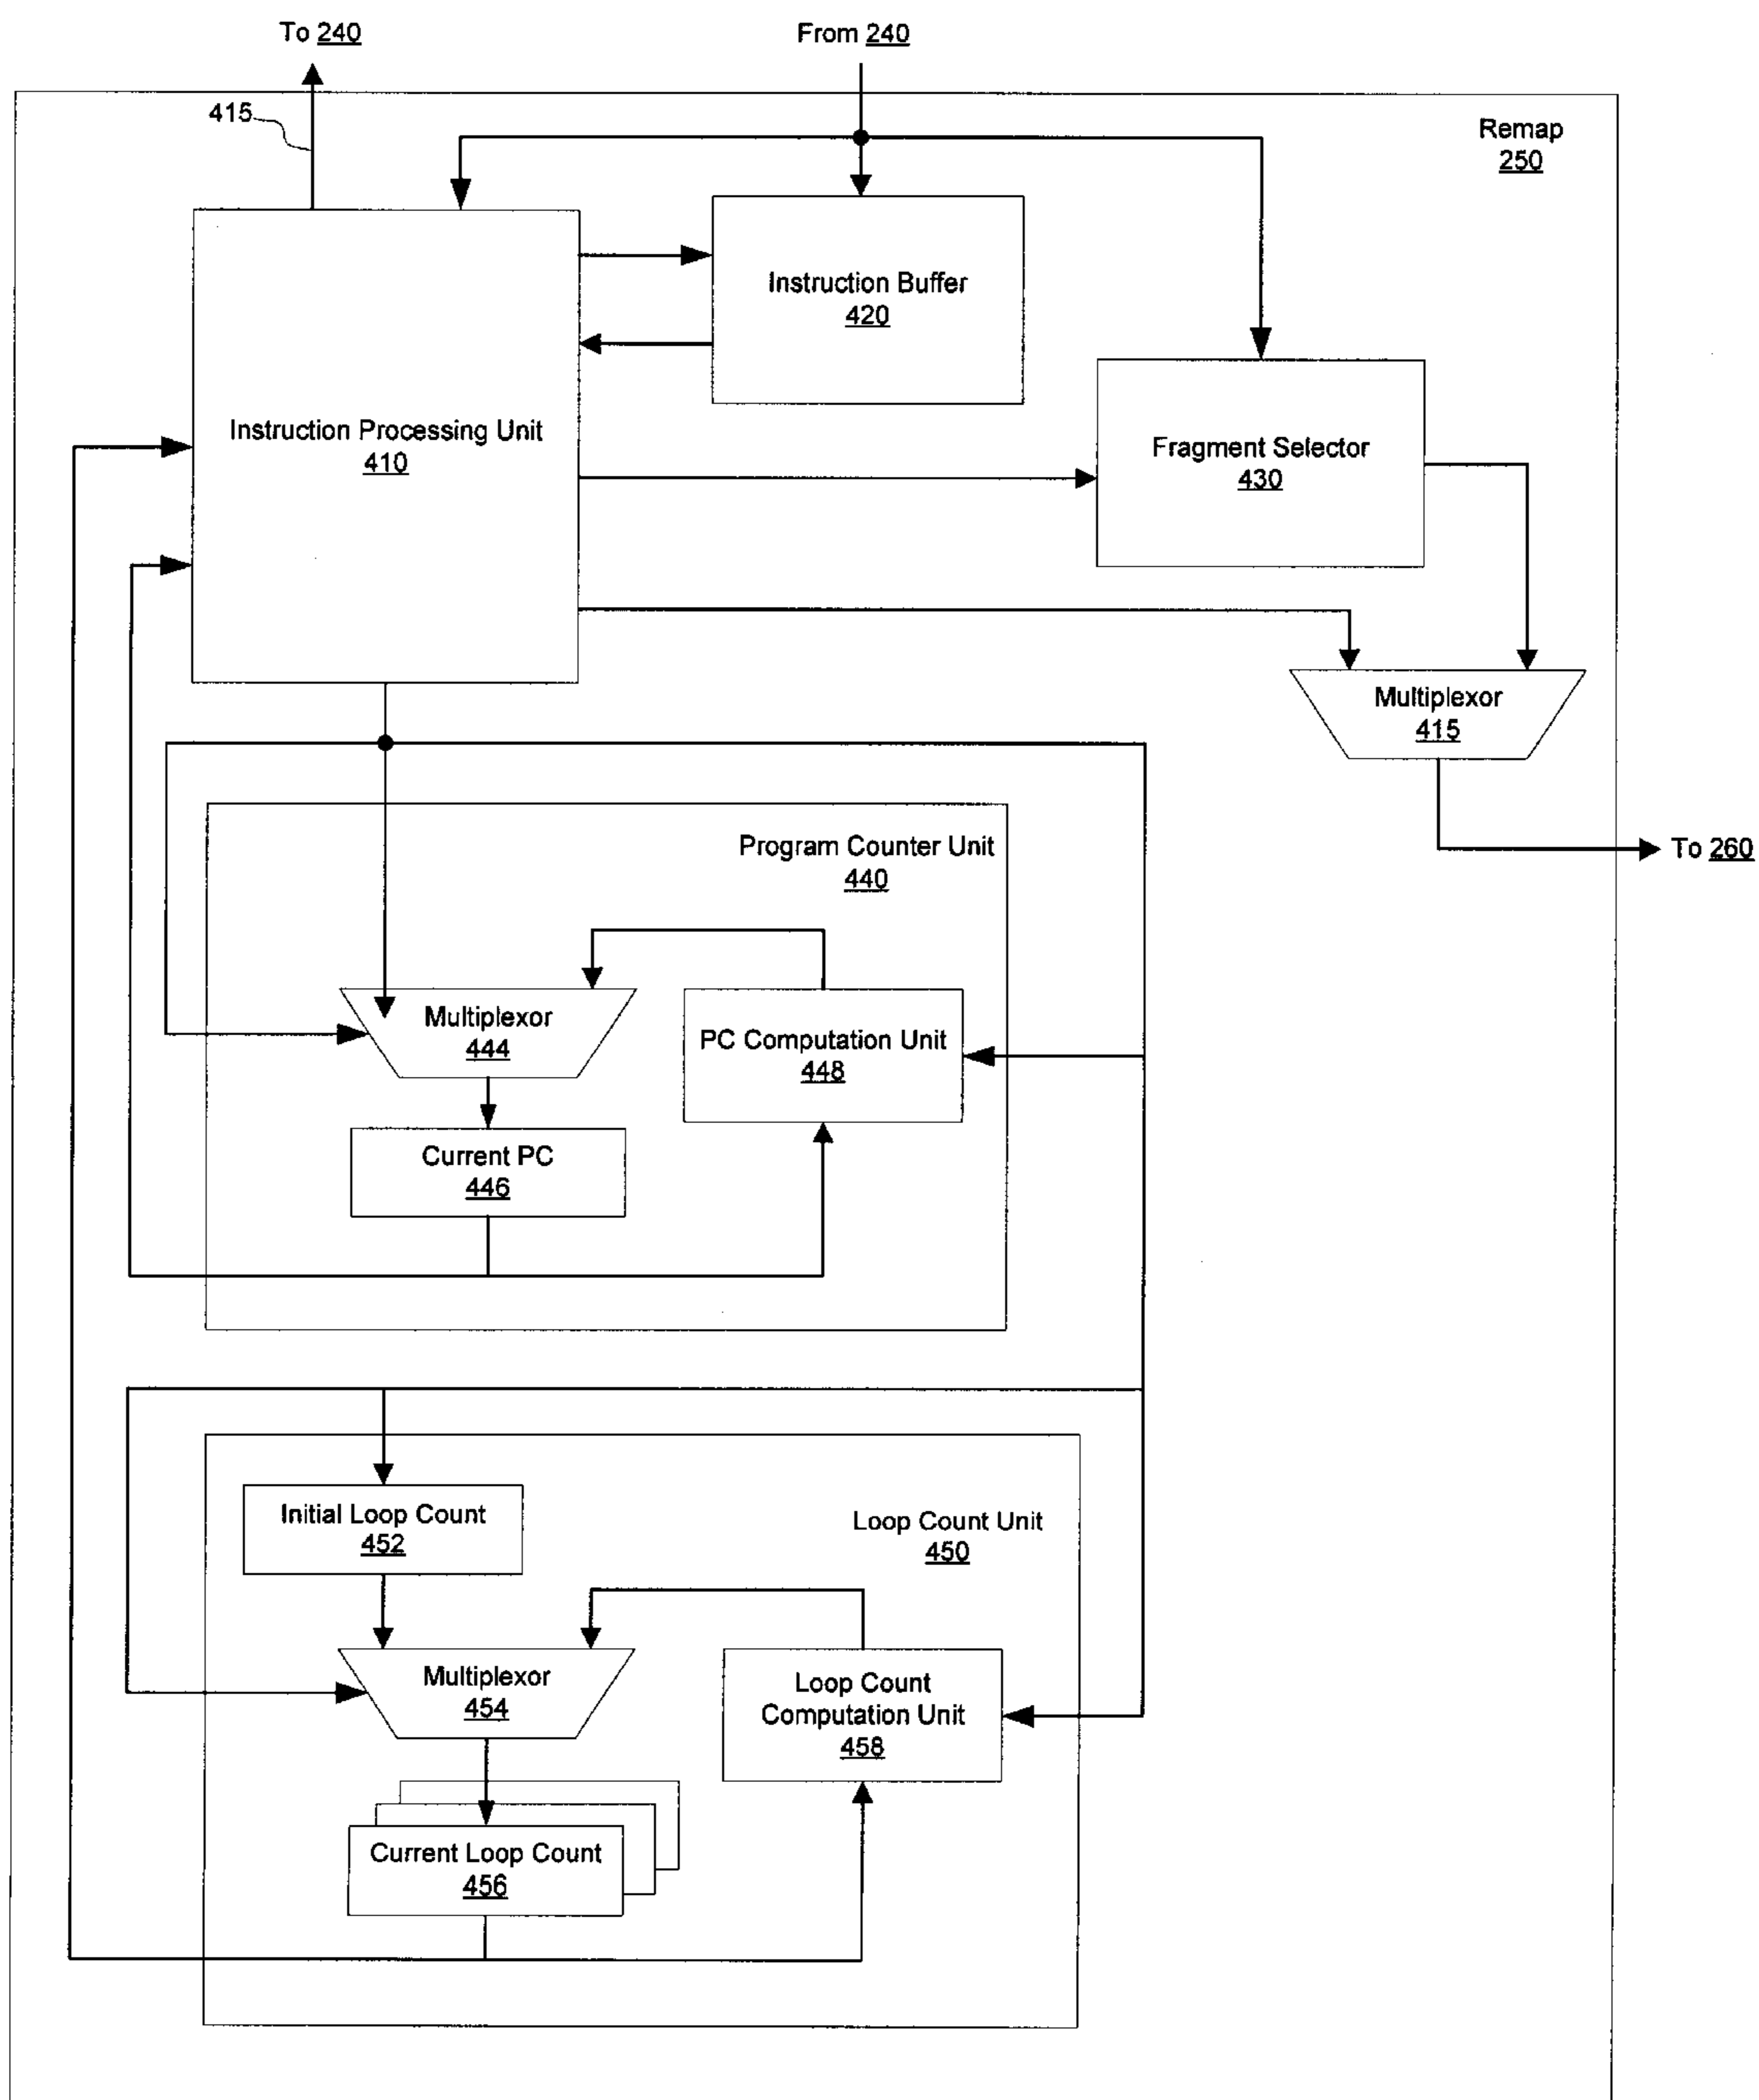 To 240
From 240
415
Remap
250
Instruction Buffer
420
Instruction Processing Unit
410
Fragment Selector
430
Multiplexor
415
Program Counter Unit
440
To 260
Multiplexor
444
PC Computation Unit
448
Current PC
446
Initial Loop Count
452
Loop Count Unit
450
Multiplexor
454
Loop Count
Computation Unit
458
Current Loop Count
456